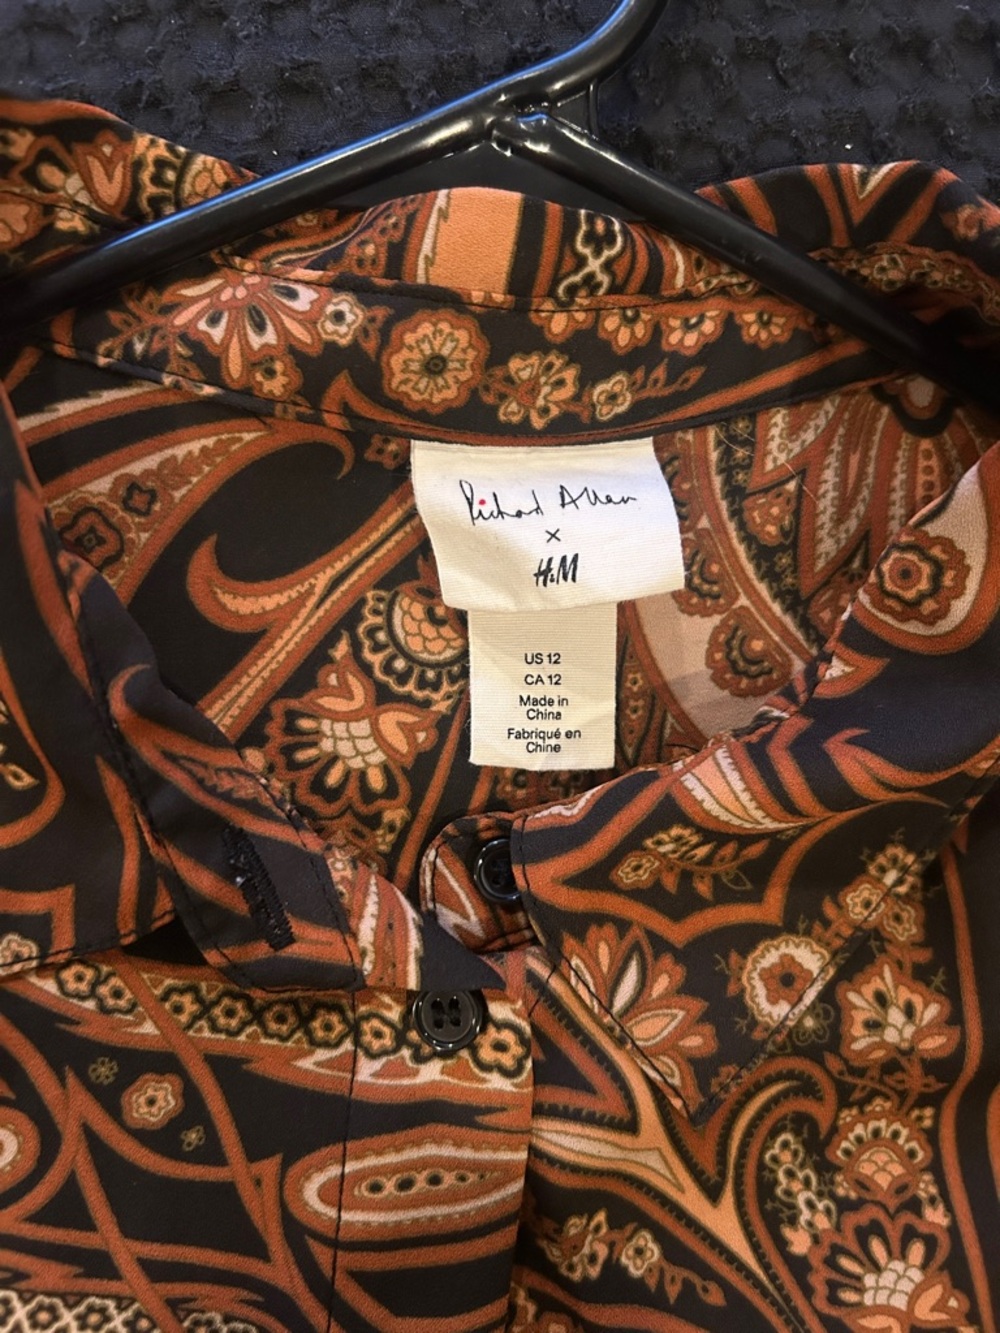 Richard Allan
×
H&M
US 12
CA 12
Made in
China
Fabriqué en
Chine